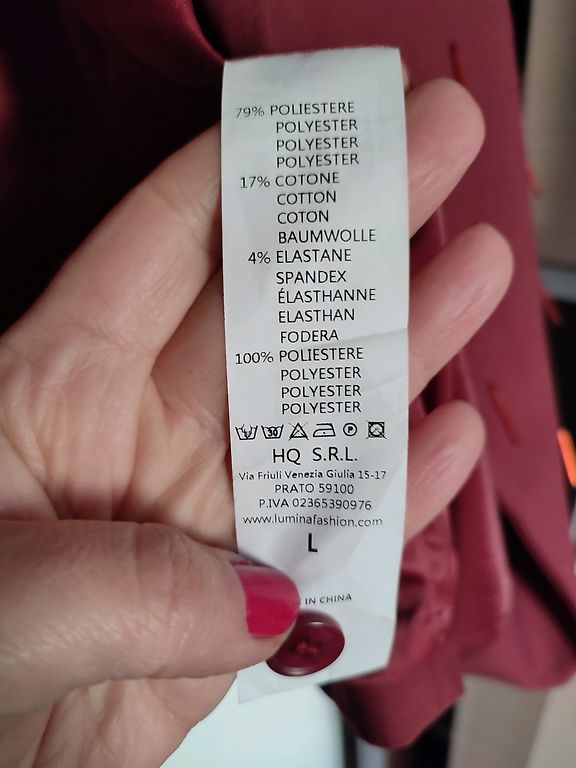 79% POLIESTERE
POLYESTER
POLYESTER
POLYESTER
17% COTONE
COTTON
COTON
BAUMWOLLE
4% ELASTANE
SPANDEX
ÉLASTHANNE
ELASTHAN
FODERA
100% POLIESTERE
POLYESTER
POLYESTER
POLYESTER
30 P
HQ S.R.L.
Via Friuli Venezia Giulia 15-17
PRATO 59100
P.IVA 02365390976
www.luminafashion.com
L
IN CHINA